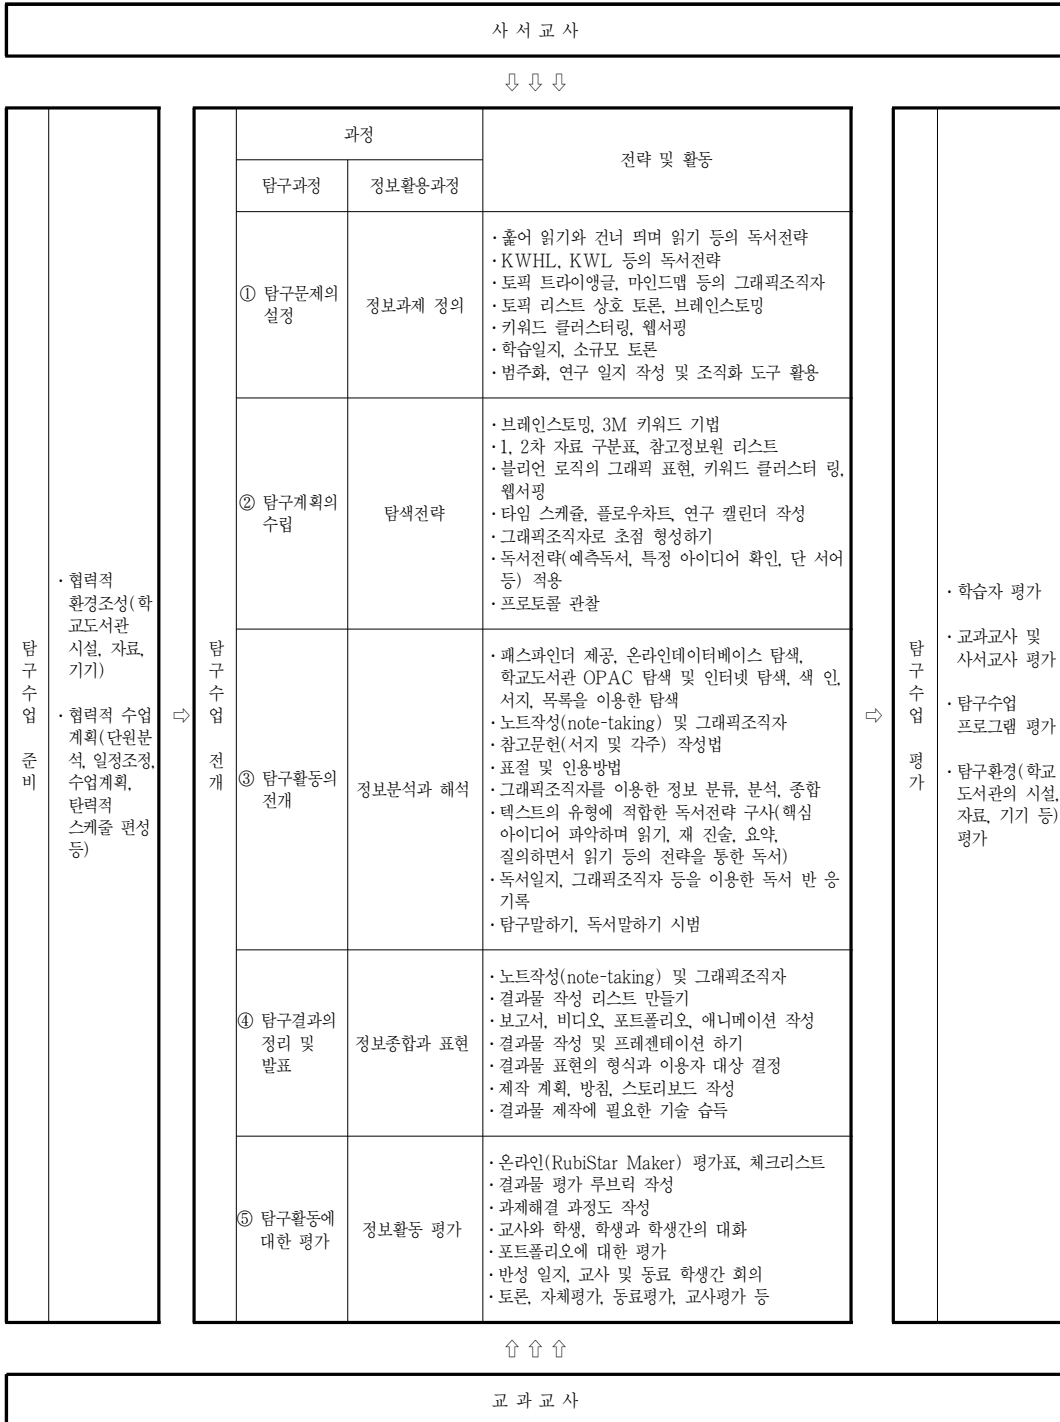 사 서 교 사
⇩ ⇩ ⇩
탐구수업 준비
· 협력적
환경조성(학
교도서관
시설, 자료,
기기)
· 협력적 수업
계획(단원분
석, 일정조정,
수업계획,
탄력적
스케줄 편성
등)
⇨
탐구수업 전개
과정
전략 및 활동
탐구과정
정보활용과정
① 탐구문제의
설정
정보과제 정의
· 훑어 읽기와 건너 띄며 읽기 등의 독서전략
· KWHL, KWL 등의 독서전략
· 토픽 트라이앵글, 마인드맵 등의 그래픽조직자
· 토픽 리스트 상호 토론, 브레인스토밍
· 키워드 클러스터링, 웹서핑
· 학습일지, 소규모 토론
· 범주화, 연구 일지 작성 및 조직화 도구 활용
② 탐구계획의
수립
탐색전략
· 브레인스토밍, 3M 키워드 기법
· 1, 2차 자료 구분표, 참고정보원 리스트
· 블리언 로직의 그래픽 표현, 키워드 클러스터 링,
웹서핑
· 타임 스케쥴, 플로우차트, 연구 캘린더 작성
· 그래픽조직자로 초점 형성하기
· 독서전략(예측독서, 특정 아이디어 확인, 단 서어
등) 적용
· 프로토콜 관찰
③ 탐구활동의
전개
정보분석과 해석
· 패스파인더 제공, 온라인데이터베이스 탐색,
학교도서관 OPAC 탐색 및 인터넷 탐색, 색 인,
서지, 목록을 이용한 탐색
· 노트작성(note-taking) 및 그래픽조직자
· 참고문헌(서지 및 각주) 작성법
· 표절 및 인용방법
· 그래픽조직자를 이용한 정보 분류, 분석, 종합
· 텍스트의 유형에 적합한 독서전략 구사(핵심
아이디어 파악하며 읽기, 재 진술, 요약,
질의하면서 읽기 등의 전략을 통한 독서)
· 독서일지, 그래픽조직자 등을 이용한 독서 반 응
기록
· 탐구말하기, 독서말하기 시범
④ 탐구결과의
정리 및
발표
정보종합과 표현
· 노트작성(note-taking) 및 그래픽조직자
· 결과물 작성 리스트 만들기
· 보고서, 비디오, 포트폴리오, 애니메이션 작성
· 결과물 작성 및 프레젠테이션 하기
· 결과물 표현의 형식과 이용자 대상 결정
· 제작 계획, 방침, 스토리보드 작성
· 결과물 제작에 필요한 기술 습득
⑤ 탐구활동에
대한 평가
정보활동 평가
· 온라인(RubiStar Maker) 평가표, 체크리스트
· 결과물 평가 루브릭 작성
· 과제해결 과정도 작성
· 교사와 학생, 학생과 학생간의 대화
· 포트폴리오에 대한 평가
· 반성 일지, 교사 및 동료 학생간 회의
· 토론, 자체평가, 동료평가, 교사평가 등
⇨
탐구수업 평가
· 학습자 평가
· 교과교사 및
사서교사 평가
· 탐구수업
프로그램 평가
· 탐구환경(학교
도서관의 시설,
자료, 기기 등)
평가
⇧ ⇧ ⇧
교 과 교 사